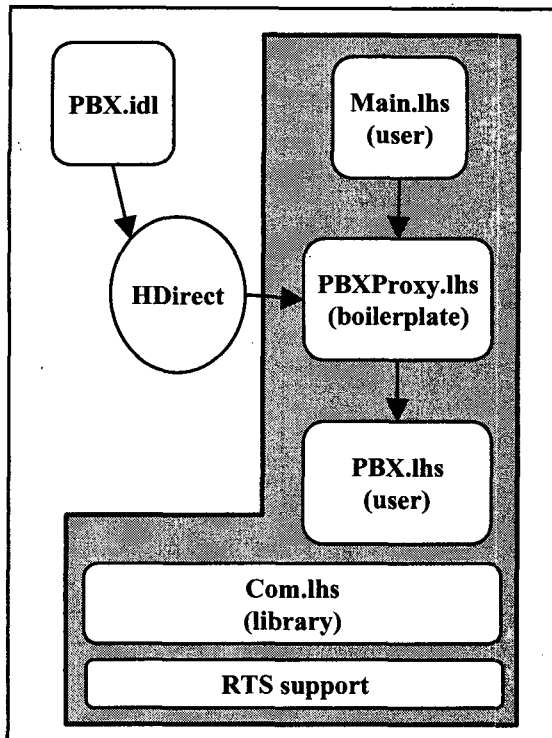 PBX.idl
Main.lhs
(user)
HDirect
PBXProxy.lhs
(boilerplate)
PBX.lhs
(user)
Com.lhs
(library)
RTS support